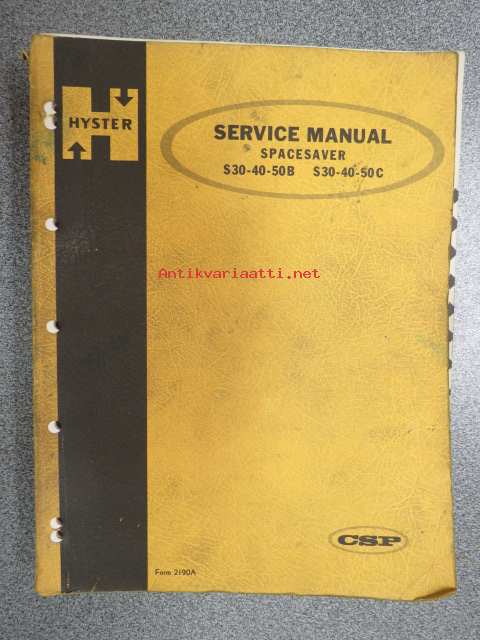 HYSTER
SERVICE MANUAL
SPACESAVER
S30-40-50B S30-40-50C
Antikvariaatti.net
CSP
Form 2190A